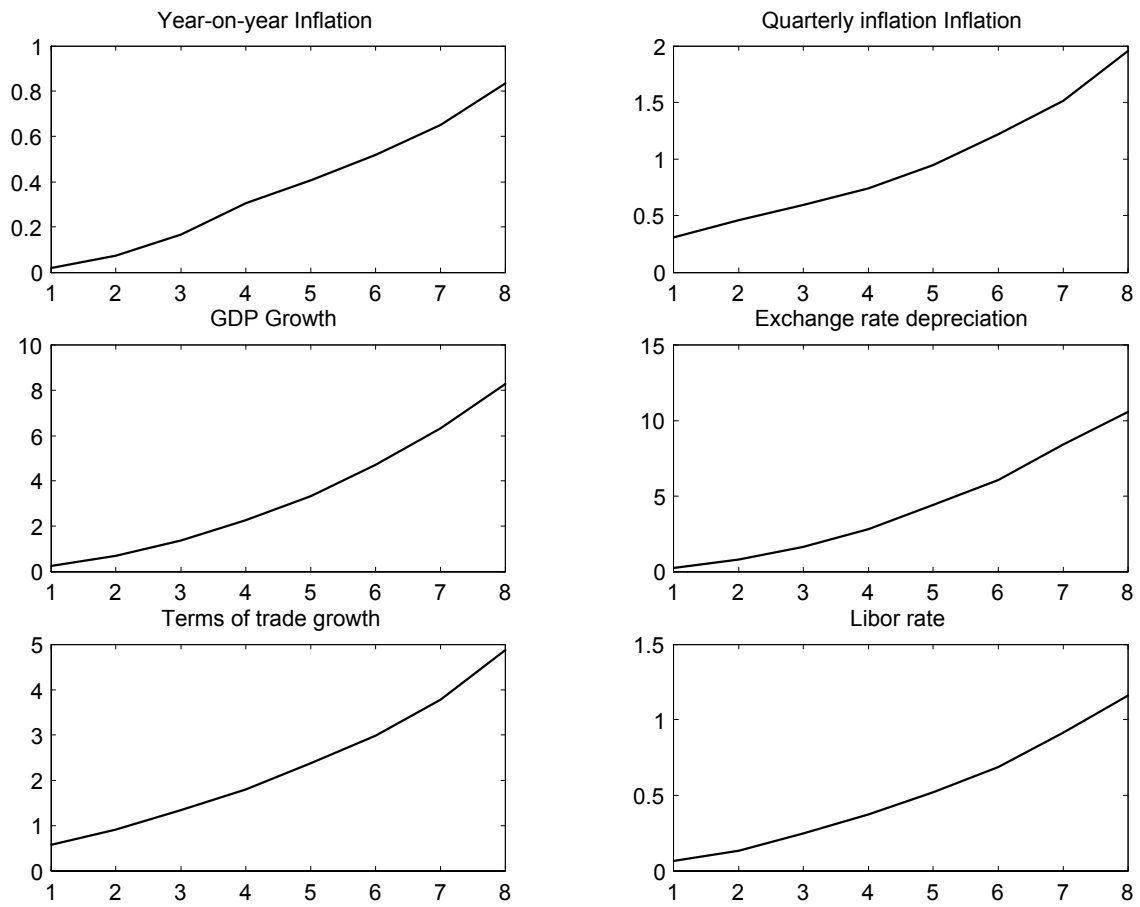 Year-on-year Inflation
1
0.8
0.6
0.4
0.2
0
1 2 3 4 5 6 7 8
Quarterly inflation Inflation
2
1.5
1
0.5
0
1 2 3 4 5 6 7 8
GDP Growth
10
8
6
4
2
0
1 2 3 4 5 6 7 8
Exchange rate depreciation
15
10
5
0
1 2 3 4 5 6 7 8
Terms of trade growth
5
4
3
2
1
0
1 2 3 4 5 6 7 8
Libor rate
1.5
1
0.5
0
1 2 3 4 5 6 7 8